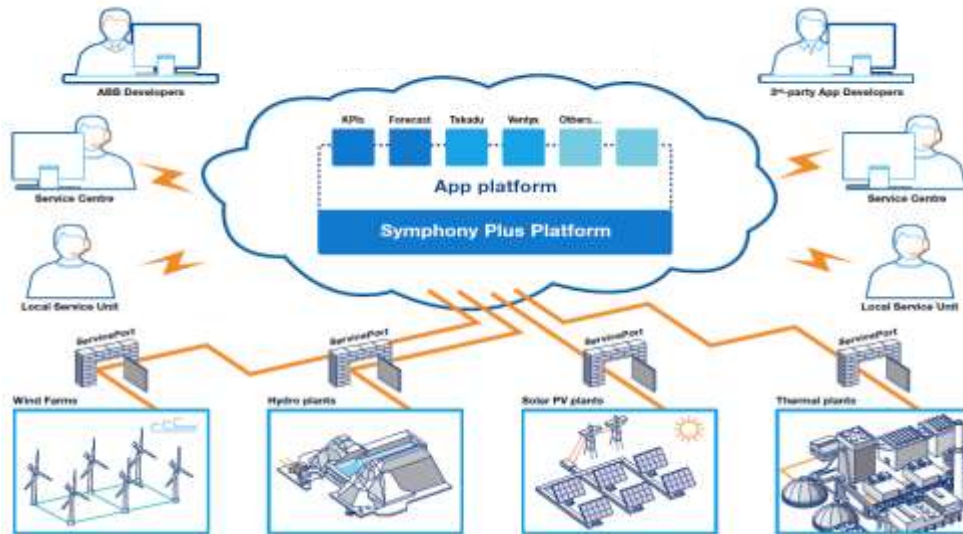 ABB Developers
3rd-party App Developers
KPIs Forecast Takadu Ventyx Others...
App platform
Symphony Plus Platform
Service Centre
Service Centre
Local Service Unit
Local Service Unit
ServicePort
ServicePort
ServicePort
ServicePort
Wind Farms
Hydro plants
Solar PV plants
Thermal plants